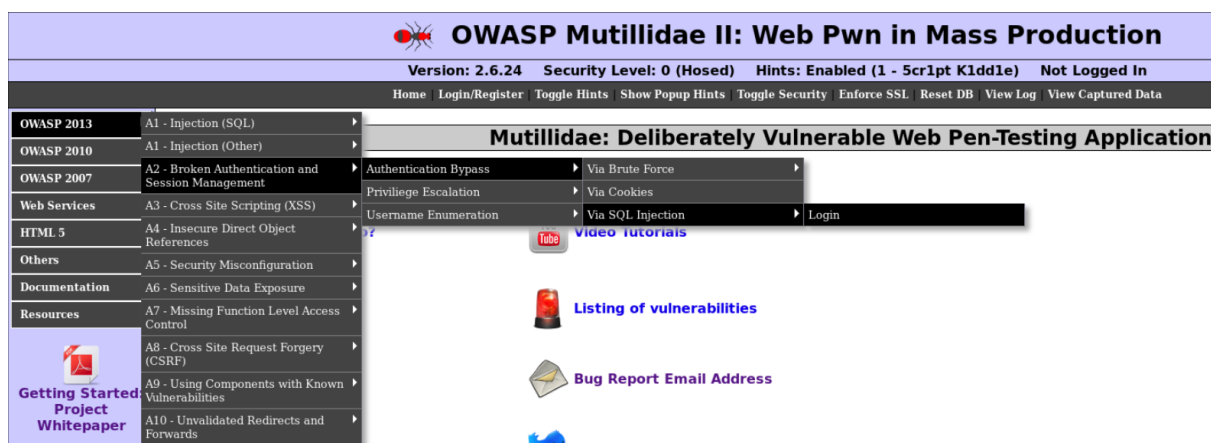 OWASP Mutillidae II: Web Pwn in Mass Production
Version: 2.6.24 Security Level: 0 (Hosed) Hints: Enabled (1 - 5cr1pt K1dd1e) Not Logged In
Home Login/Register Toggle Hints Show Popup Hints Toggle Security Enforce SSL Reset DB View Log View Captured Data
Mutillidae: Deliberately Vulnerable Web Pen-Testing Application
OWASP 2013
OWASP 2010
OWASP 2007
Web Services
HTML 5
Others
Documentation
Resources
Getting Started:
Project
Whitepaper
A1 - Injection (SQL)
A1 - Injection (Other)
A2 - Broken Authentication and
Session Management
A3 - Cross Site Scripting (XSS)
A4 - Insecure Direct Object
References
A5 - Security Misconfiguration
A6 - Sensitive Data Exposure
A7 - Missing Function Level Access
Control
A8 - Cross Site Request Forgery
(CSRF)
A9 - Using Components with Known
Vulnerabilities
A10 - Unvalidated Redirects and
Forwards
Authentication Bypass
Priviliege Escalation
Username Enumeration
Via Brute Force
Via Cookies
Via SQL Injection
Login
?
Tube
Video Tutorials
Listing of vulnerabilities
Bug Report Email Address